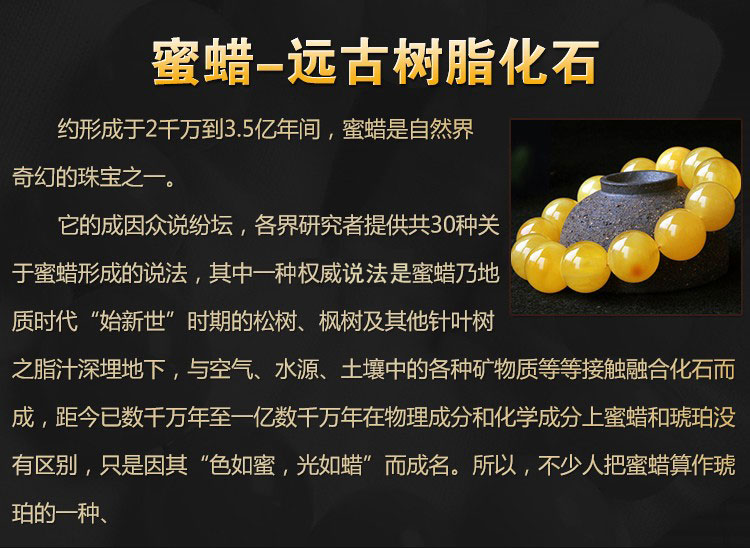 蜜蜡-远古树脂化石
约形成于2千万到3.5亿年间，蜜蜡是自然界
奇幻的珠宝之一。
它的成因众说纷坛，各界研究者提供共30种关
于蜜蜡形成的说法，其中一种权威说法是蜜蜡乃地
质时代“始新世”时期的松树、枫树及其他针叶树
之脂汁深埋地下，与空气、水源、土壤中的各种矿物质等等接触融合化石而
成，距今已数千万年至一亿数千万年在物理成分和化学成分上蜜蜡和琥珀没
有区别，只是因其“色如蜜，光如蜡”而成名。所以，不少人把蜜蜡算作琥
珀的一种、